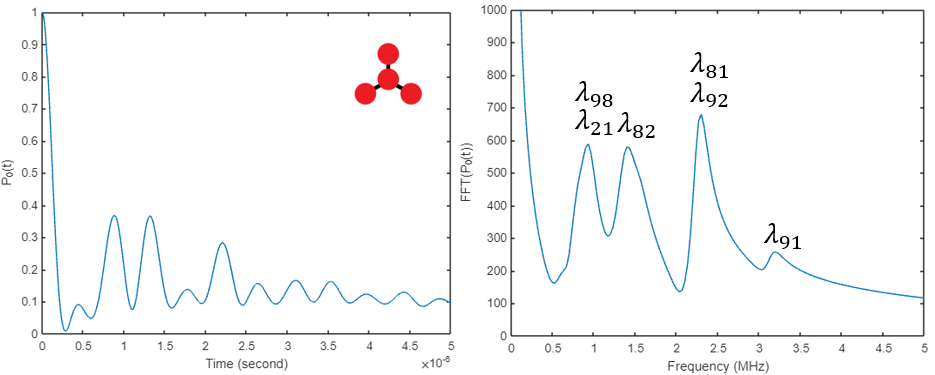 1
0.9
0.8
0.7
0.6
0.5
0.4
0.3
0.2
0.1
0
P₀(t)
0 0.5 1 1.5 2 2.5 3 3.5 4 4.5 5
×10⁻⁶
Time (second)
1000
900
800
700
600
500
400
300
200
100
0
FFT(P₀(t))
λ₈₁
λ₉₈ λ₉₂
λ₂₁ λ₈₂
λ₉₁
0 0.5 1 1.5 2 2.5 3 3.5 4 4.5 5
Frequency (MHz)